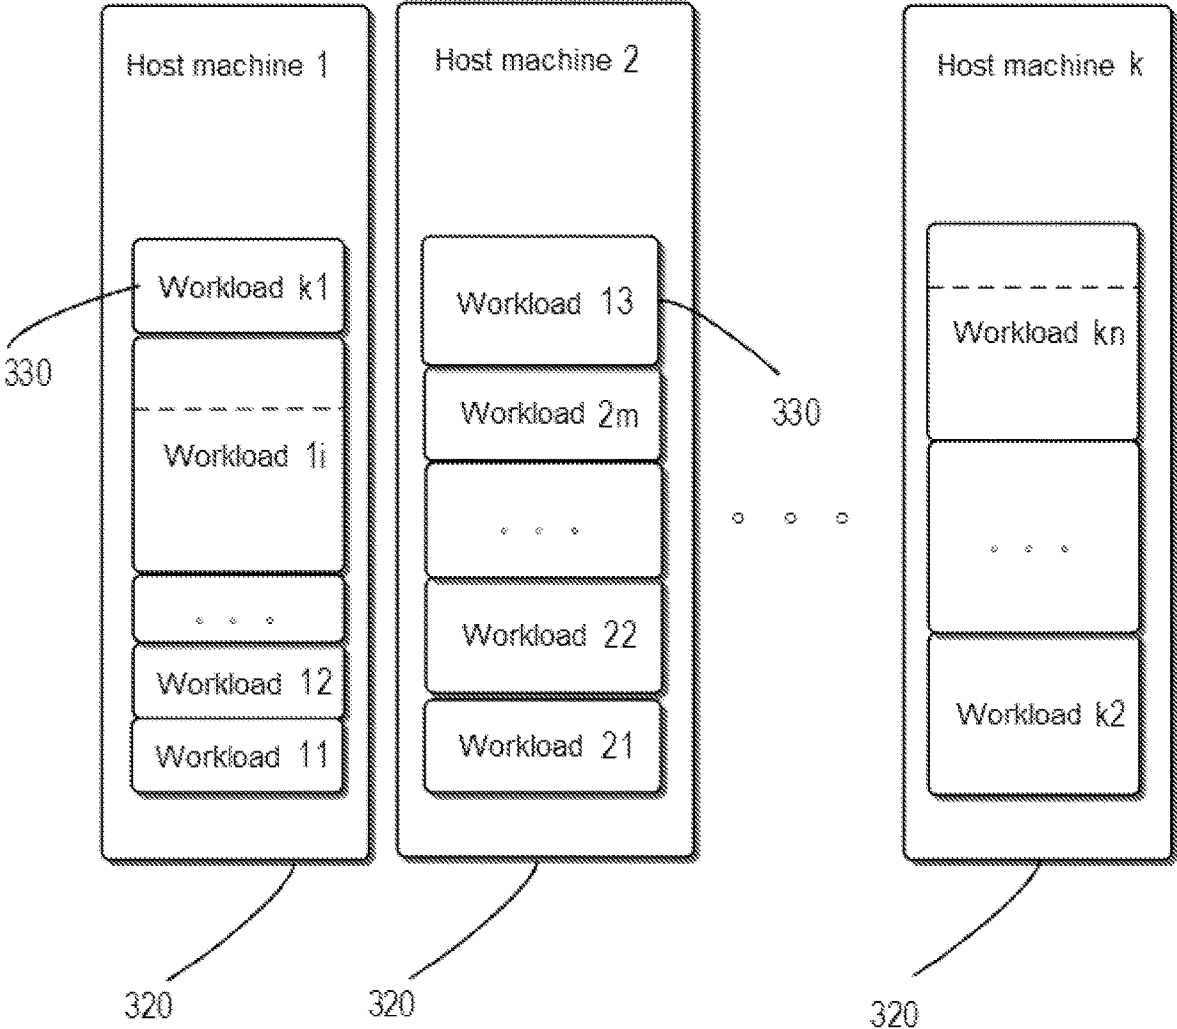 Host machine 1
Workload k1
330
Workload 1i
. . .
Workload 12
Workload 11
320
Host machine 2
Workload 13
330
Workload 2m
. . .
Workload 22
Workload 21
320
. . .
Host machine k
Workload kn
. . .
Workload k2
320